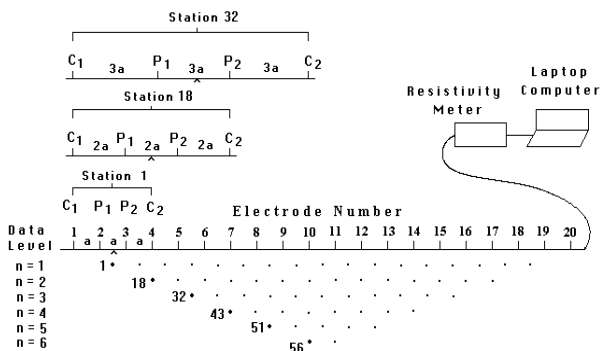 Station 32
C1 3a P1 3a P2 3a C2
Station 18
C1 2a P1 2a P2 2a C2
Station 1
C1 P1 P2 C2
Laptop
Computer
Resistivity
Meter
Electrode Number
Data
Level
1 2 3 4 5 6 7 8 9 10 11 12 13 14 15 16 17 18 19 20
a a a
n = 1 1
n = 2 18
n = 3 32
n = 4 43
n = 5 51
n = 6 56